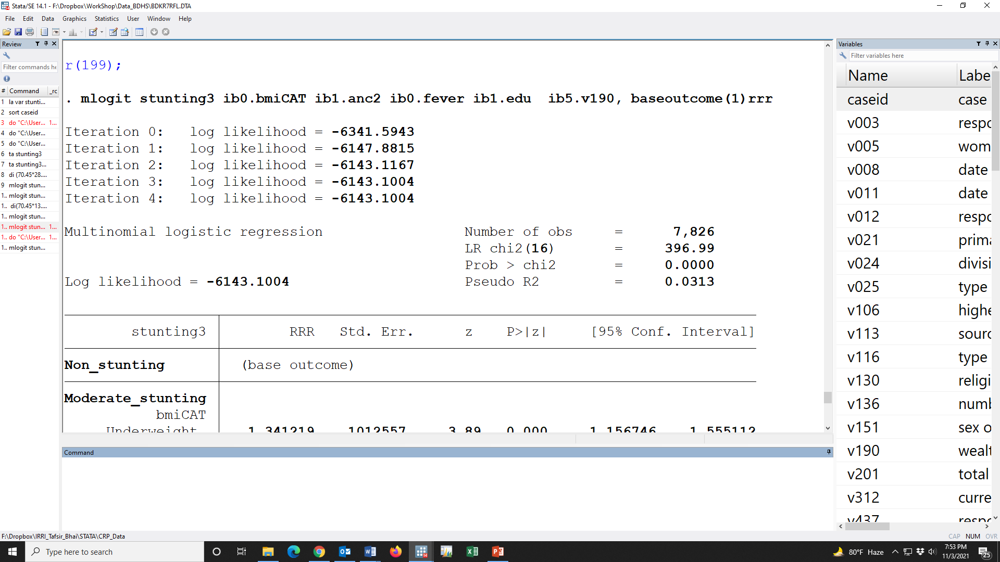 Stata/SE 14.1 - F:\Dropbox\WorkShop\Data_BDHS\BDKR7RFL.DTA
File Edit Data Graphics Statistics User Window Help
Review
Filter commands he
# Command _rc
1 la var stunti...
2 sort caseid
3 do "C:\User... 1...
4 do "C:\User...
5 do "C:\User...
6 ta stunting3
7 ta stunting3...
8 di (70.45*28....
9 mlogit stun...
1.. mlogit stun...
1.. di(70.45*13....
1.. mlogit stun...
1.. mlogit stun... 1...
1.. do "C:\User... 1...
1.. mlogit stun...
r(199);
. mlogit stunting3 ib0.bmiCAT ib1.anc2 ib0.fever ib1.edu  ib5.v190, baseoutcome(1)rrr
Iteration 0:   log likelihood = -6341.5943
Iteration 1:   log likelihood = -6147.8815
Iteration 2:   log likelihood = -6143.1167
Iteration 3:   log likelihood = -6143.1004
Iteration 4:   log likelihood = -6143.1004
Multinomial logistic regression Number of obs = 7,826
LR chi2(16) = 396.99
Prob > chi2 = 0.0000
Log likelihood = -6143.1004 Pseudo R2 = 0.0313
stunting3 RRR Std. Err. z P>|z| [95% Conf. Interval]
Non_stunting (base outcome)
Moderate_stunting
bmiCAT
Underweight 1.341219 .1012557 3.89 0.000 1.156746 1.555112
Command
Variables
Filter variables here
Name Labe
caseid case
v003 respo
v005 wom
v008 date
v011 date
v012 respo
v021 prima
v024 divisi
v025 type
v106 highe
v113 sourc
v116 type
v130 religi
v136 numb
v151 sex o
v190 wealt
v201 total
v312 curre
v437 respo
F:\Dropbox\IRRI_Tafsir_Bhai\STATA\CRP_Data
CAP NUM OVR
Type here to search
14
80°F Haze
7:53 PM
11/3/2021
25